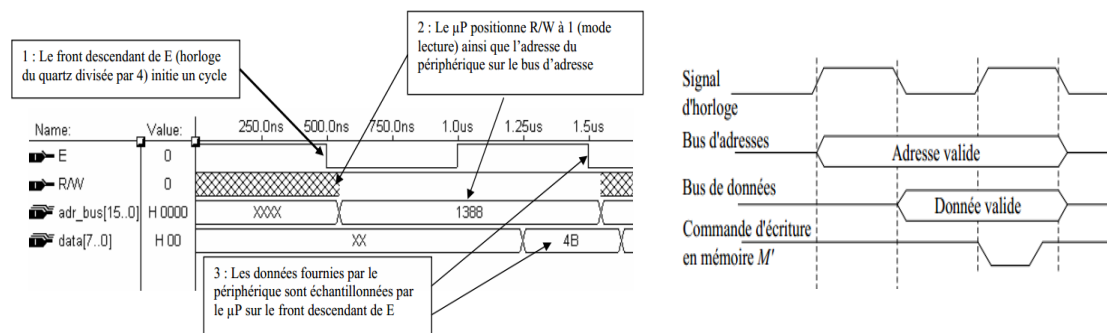 1 : Le front descendant de E (horloge
du quartz divisée par 4) initie un cycle
2 : Le µP positionne R/W à 1 (mode
lecture) ainsi que l'adresse du
périphérique sur le bus d'adresse
Name: Value: 250.0ns 500.0ns 750.0ns 1.0us 1.25us 1.5us
E 0
R/W 0
adr_bus[15..0] H 0000 XXXX 1388
data[7..0] H 00 XX 4B
3 : Les données fournies par le
périphérique sont échantillonnées par
le µP sur le front descendant de E
Signal
d'horloge
Bus d'adresses
Adresse valide
Bus de données
Donnée valide
Commande d'écriture
en mémoire M'